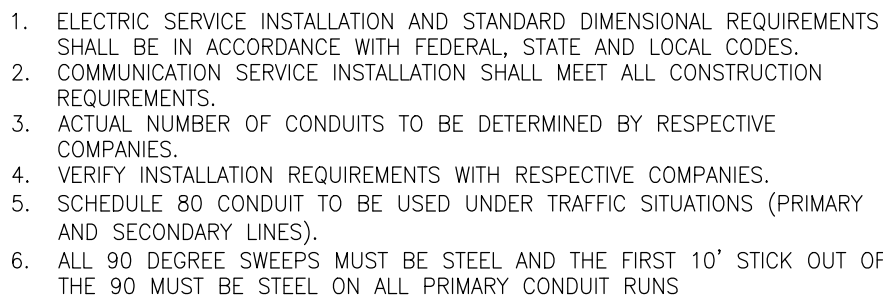 1. ELECTRIC SERVICE INSTALLATION AND STANDARD DIMENSIONAL REQUIREMENTS
SHALL BE IN ACCORDANCE WITH FEDERAL, STATE AND LOCAL CODES.
2. COMMUNICATION SERVICE INSTALLATION SHALL MEET ALL CONSTRUCTION
REQUIREMENTS.
3. ACTUAL NUMBER OF CONDUITS TO BE DETERMINED BY RESPECTIVE
COMPANIES.
4. VERIFY INSTALLATION REQUIREMENTS WITH RESPECTIVE COMPANIES.
5. SCHEDULE 80 CONDUIT TO BE USED UNDER TRAFFIC SITUATIONS (PRIMARY
AND SECONDARY LINES).
6. ALL 90 DEGREE SWEEPS MUST BE STEEL AND THE FIRST 10' STICK OUT OF
THE 90 MUST BE STEEL ON ALL PRIMARY CONDUIT RUNS